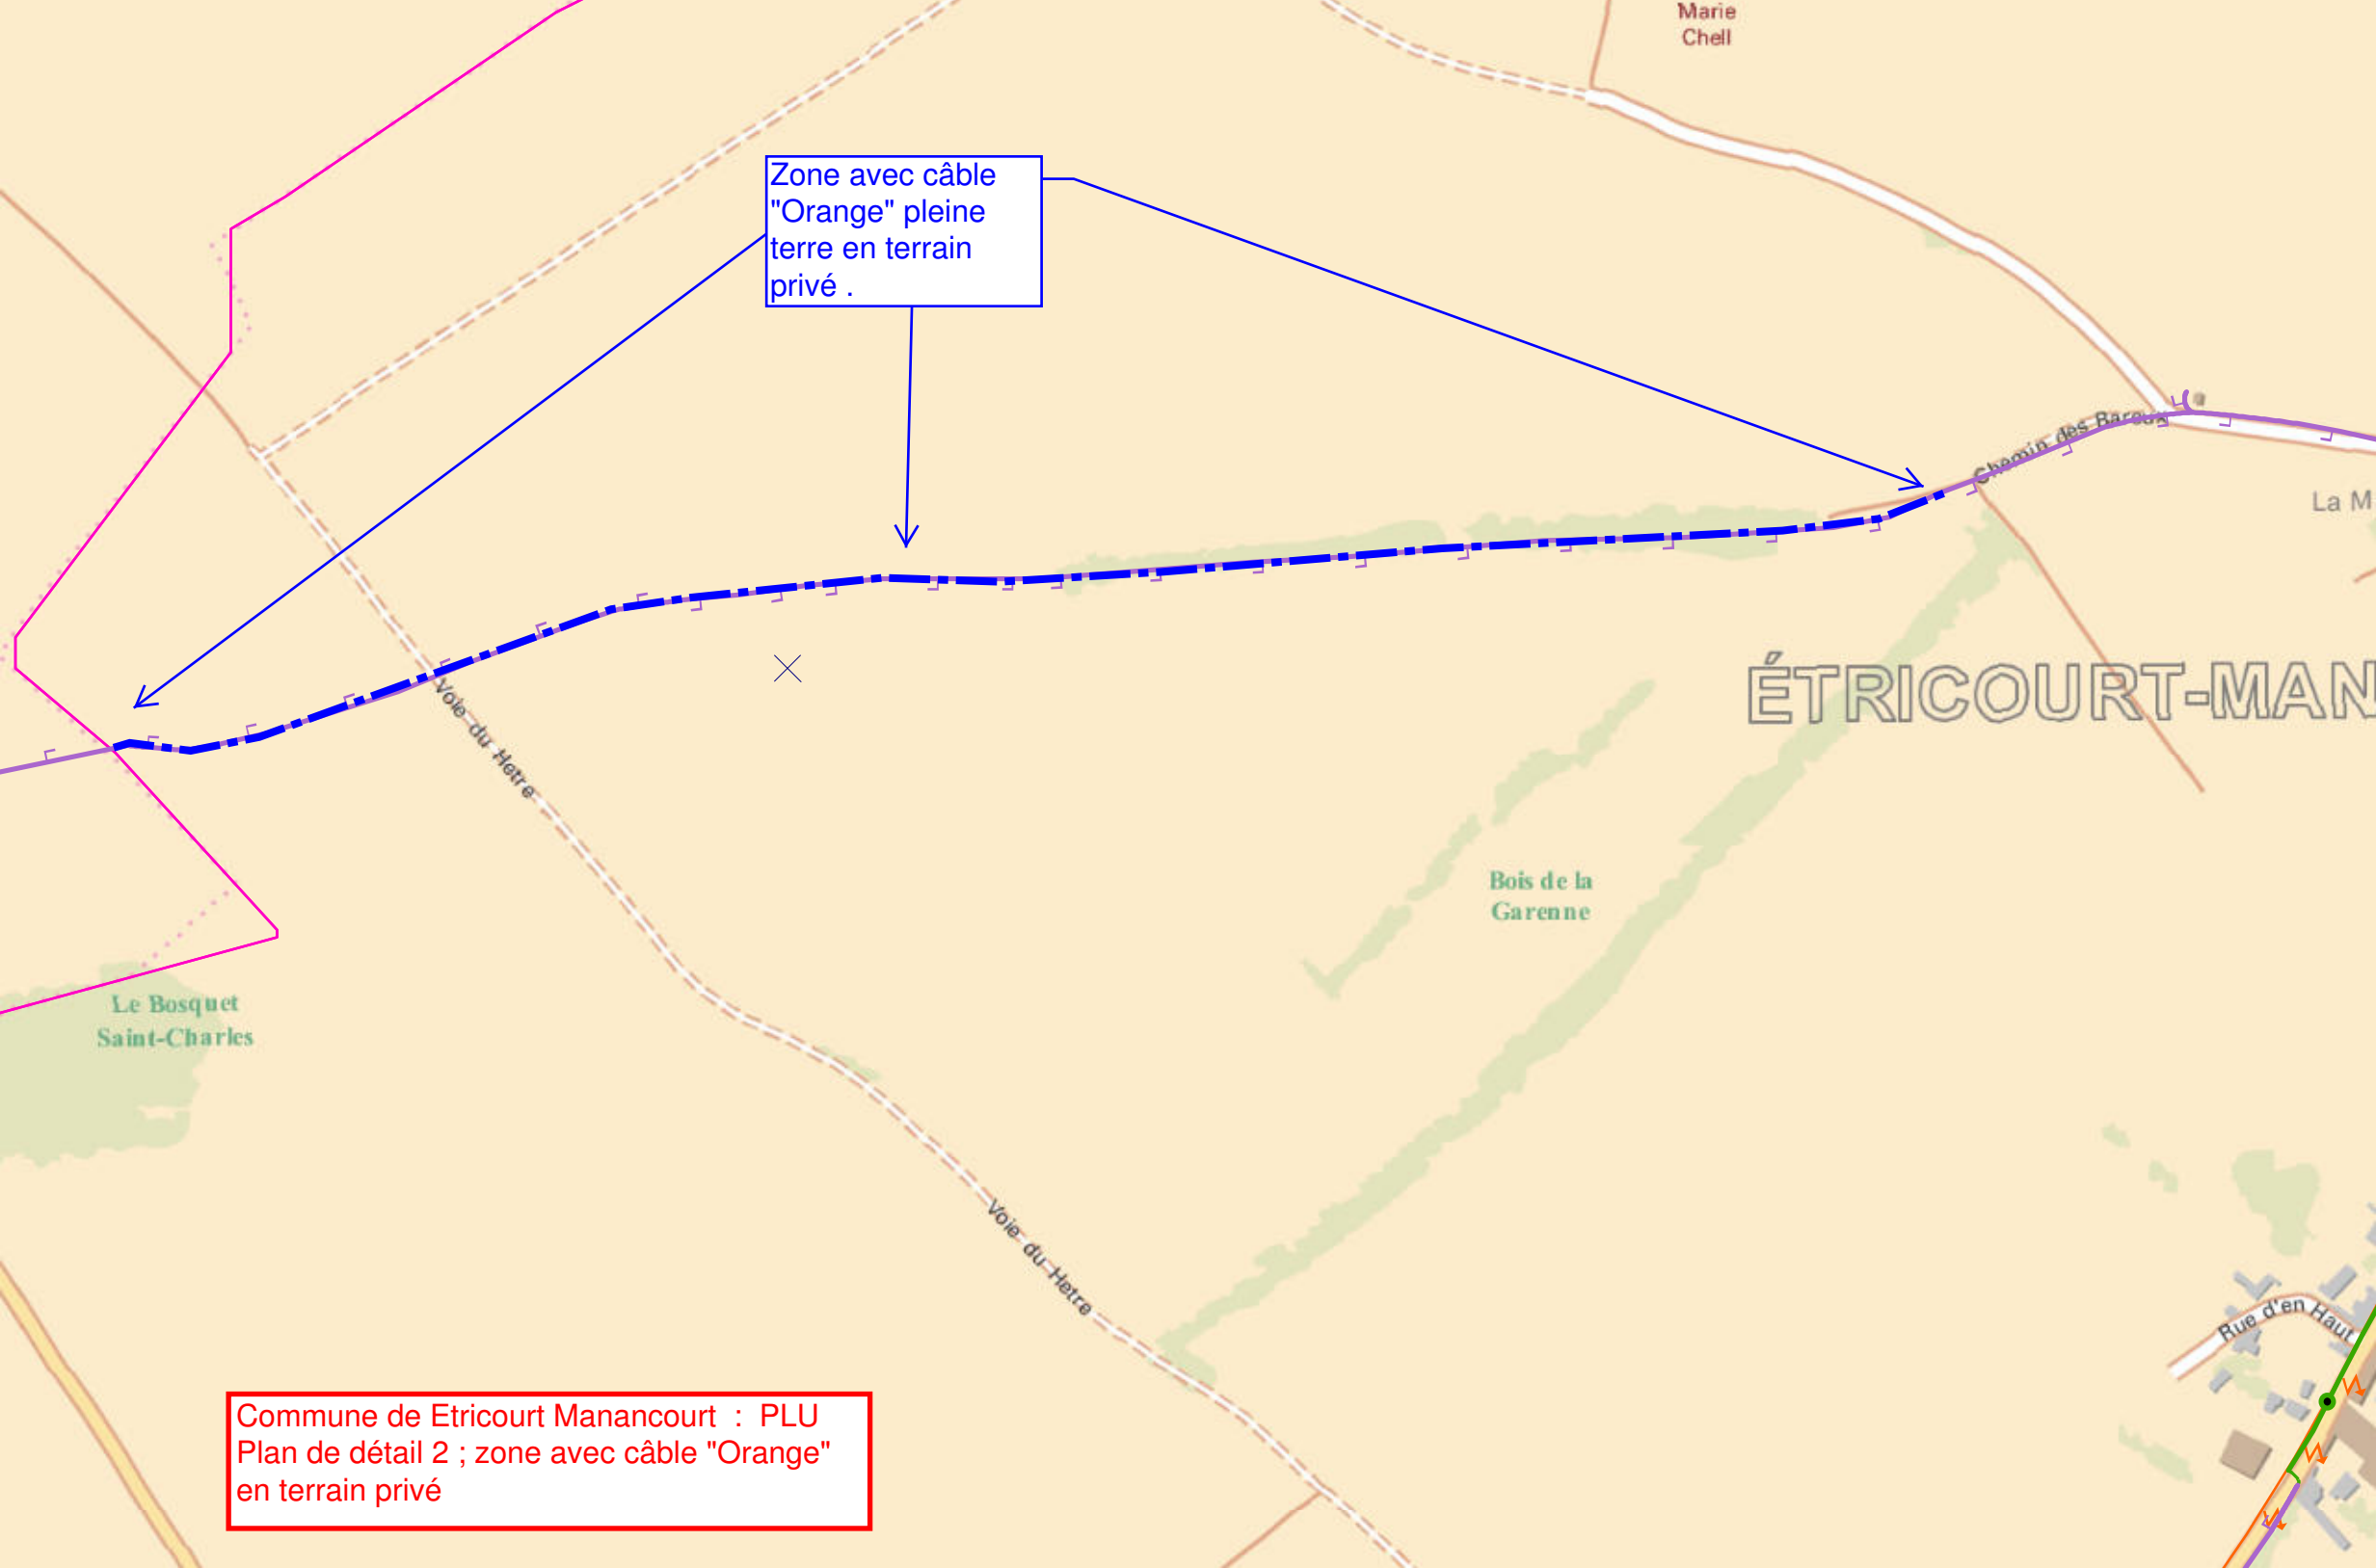 Marie
Chell
Zone avec câble
"Orange" pleine
terre en terrain
privé .
Chemin des Baroux
La M
ÉTRICOURT-MAN
Voie du Hetre
Bois de la
Garenne
Le Bosquet
Saint-Charles
Voie du Hetre
Rue d'en Haut
Commune de Etricourt Manancourt : PLU
Plan de détail 2 ; zone avec câble "Orange"
en terrain privé